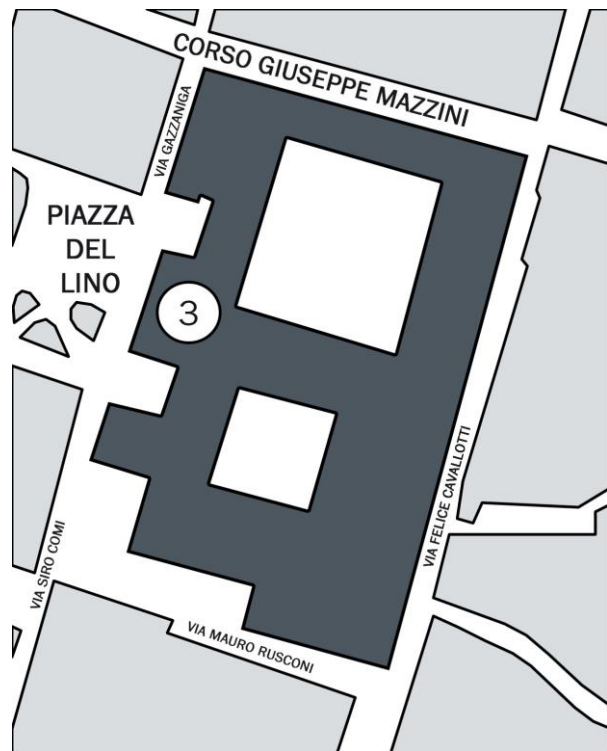 CORSO GIUSEPPE MAZZINI
VIA GAZZANIGA
PIAZZA
DEL
LINO
3
VIA FELICE CAVALLOTTI
VIA SIRO COMI
VIA MAURO RUSCONI